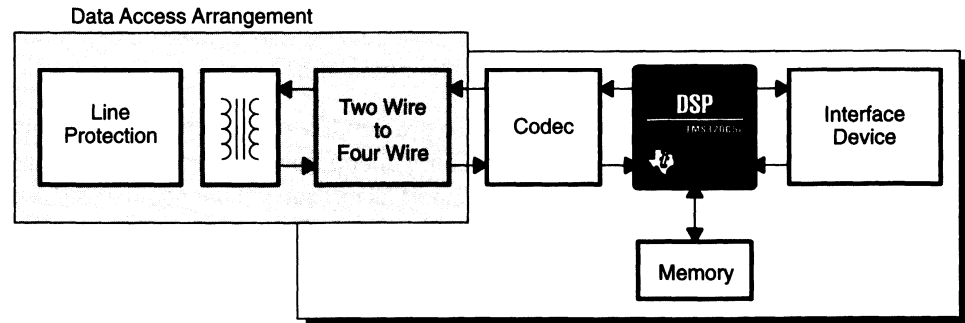 Data Access Arrangement
Line
Protection
Two Wire
to
Four Wire
Codec
DSP
Interface
Device
Memory